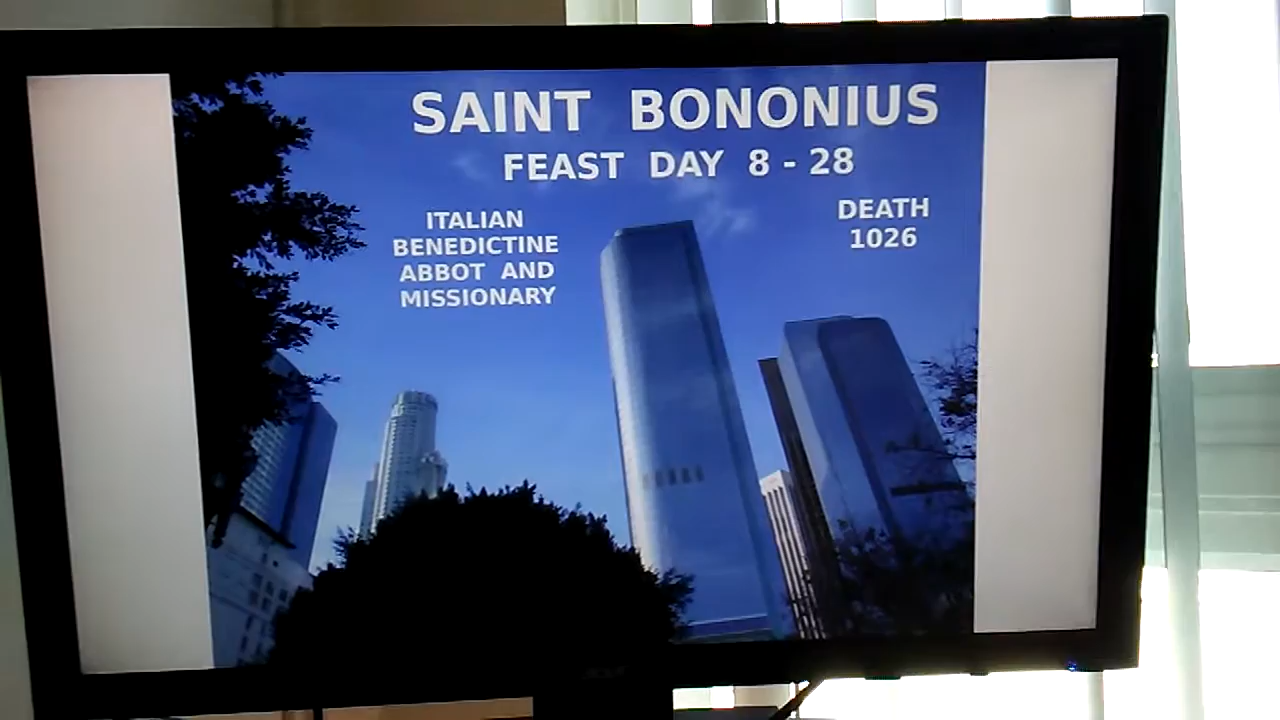 SAINT BONONIUS
FEAST DAY 8 - 28
ITALIAN
BENEDICTINE
ABBOT AND
MISSIONARY
DEATH
1026